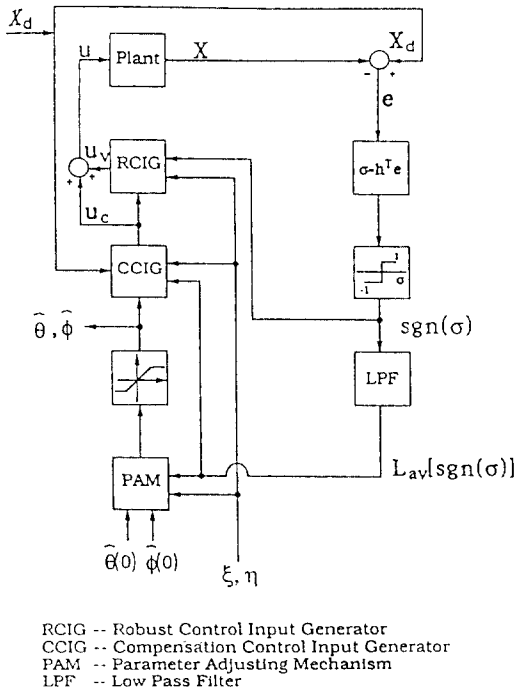 X_d
u
Plant
X
X_d
- +
e
u_v
RCIG
+ +
σ=h^T e
u_c
CCIG
1
-1 σ
θ̂, φ̂
sgn(σ)
LPF
L_av[sgn(σ)]
PAM
θ̂(0) φ̂(0)
ξ, η
RCIG -- Robust Control Input Generator
CCIG -- Compensation Control Input Generator
PAM -- Parameter Adjusting Mechanism
LPF -- Low Pass Filter